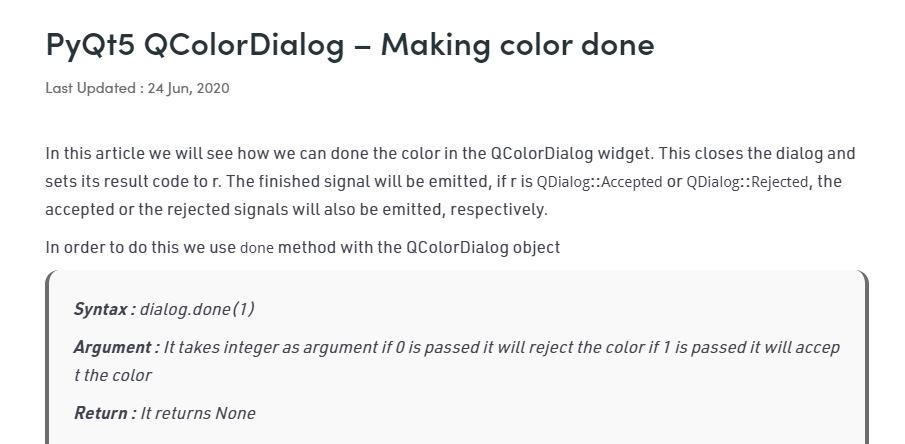 PyQt5 QColorDialog – Making color done
Last Updated : 24 Jun, 2020
In this article we will see how we can done the color in the QColorDialog widget. This closes the dialog and
sets its result code to r. The finished signal will be emitted, if r is QDialog::Accepted or QDialog::Rejected, the
accepted or the rejected signals will also be emitted, respectively.
In order to do this we use done method with the QColorDialog object
Syntax : dialog.done(1)
Argument : It takes integer as argument if 0 is passed it will reject the color if 1 is passed it will accep
t the color
Return : It returns None